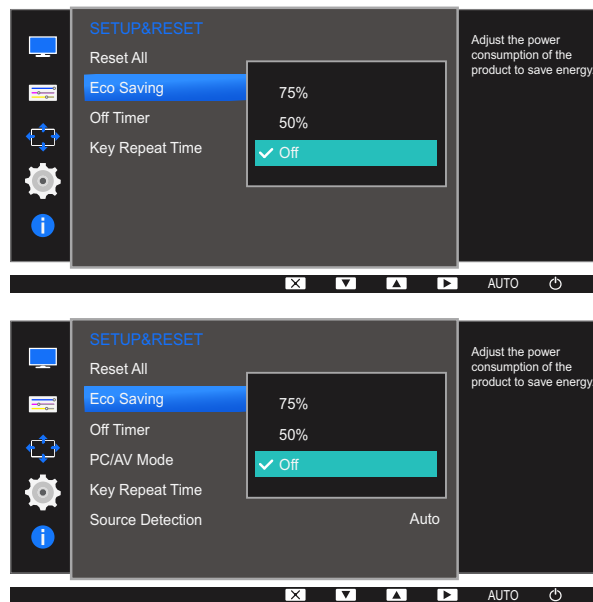 SETUP&RESET
Reset All
Eco Saving
75%
50%
Off
Off Timer
Key Repeat Time
Adjust the power
consumption of the
product to save energy.
AUTO
SETUP&RESET
Reset All
Eco Saving
75%
50%
Off
Off Timer
PC/AV Mode
Key Repeat Time
Source Detection
Auto
Adjust the power
consumption of the
product to save energy.
AUTO